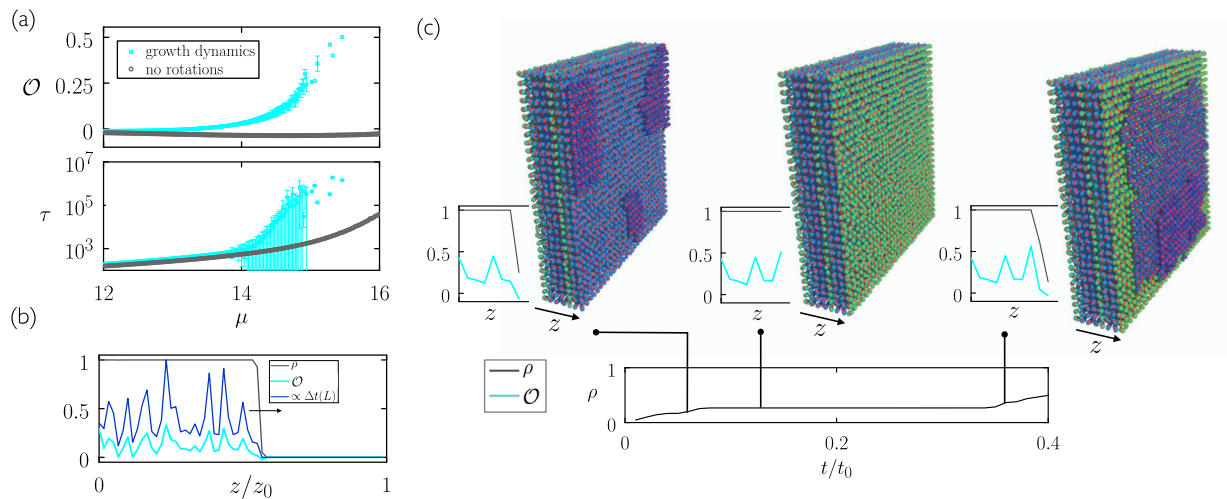 (a)
0.5
0.25
0
𝒪
growth dynamics
no rotations
10^7
10^5
10^3
τ
12
14
16
μ
(b)
1
0.5
0
ρ
𝒪
∝ Δt(L)
0
z/z_0
1
(c)
1
0.5
0
z
z
1
0.5
0
z
z
1
0.5
0
z
z
ρ
𝒪
ρ
1
0
0
0.2
0.4
t/t_0